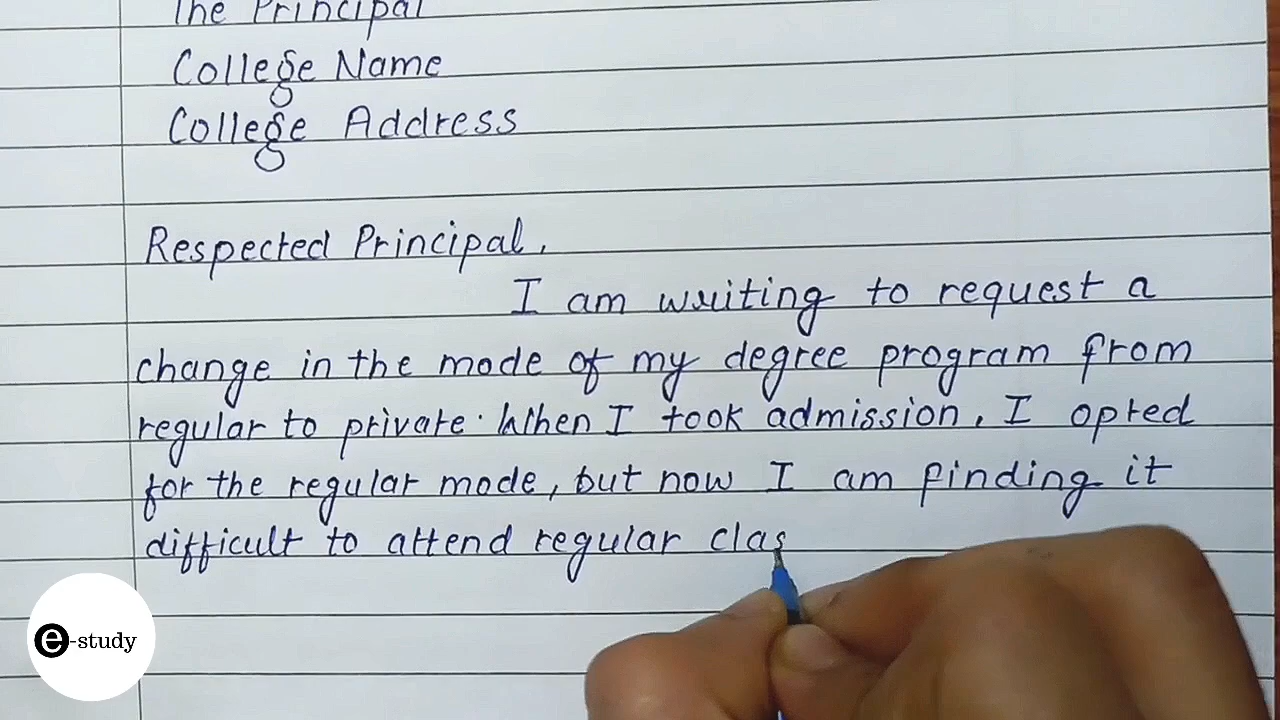 The Principal
College Name
College Address
Respected Principal,
I am writing to request a
change in the mode of my degree program from
regular to private. When I took admission, I opted
for the regular mode, but now I am finding it
difficult to attend regular clas
e-study